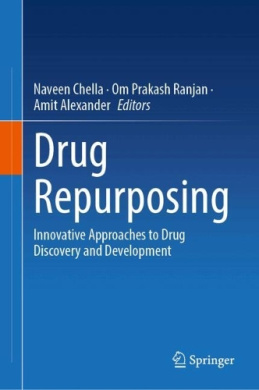 Naveen Chella · Om Prakash Ranjan ·
Amit Alexander Editors
Drug
Repurposing
Innovative Approaches to Drug
Discovery and Development
Springer